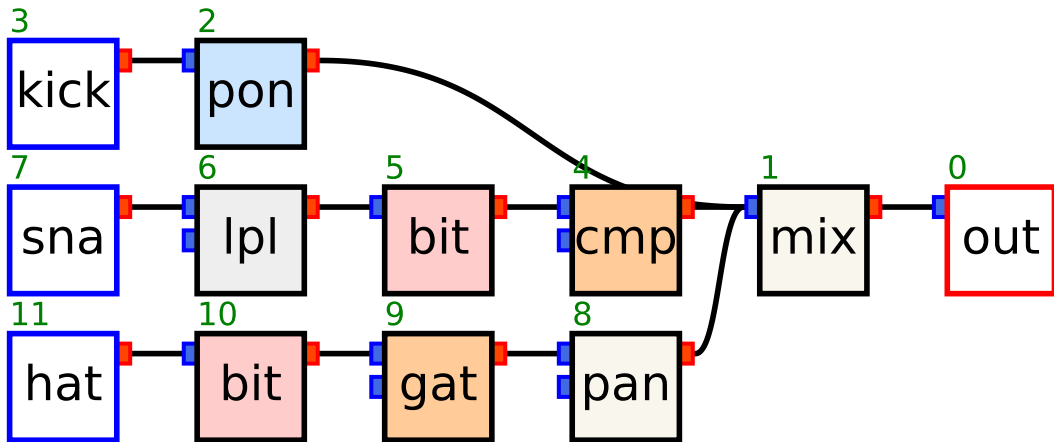 3 2
kick pon
7 6 5 4 1 0
sna lpl bit cmp mix out
11 10 9 8
hat bit gat pan